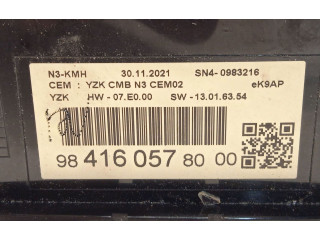 N3-KMH 30.11.2021 SN4- 0983216
CEM : YZK CMB N3 CEM02 eK9AP
YZK HW - 07.E0.00 SW - 13.01.63.54
98 416 057 80 00